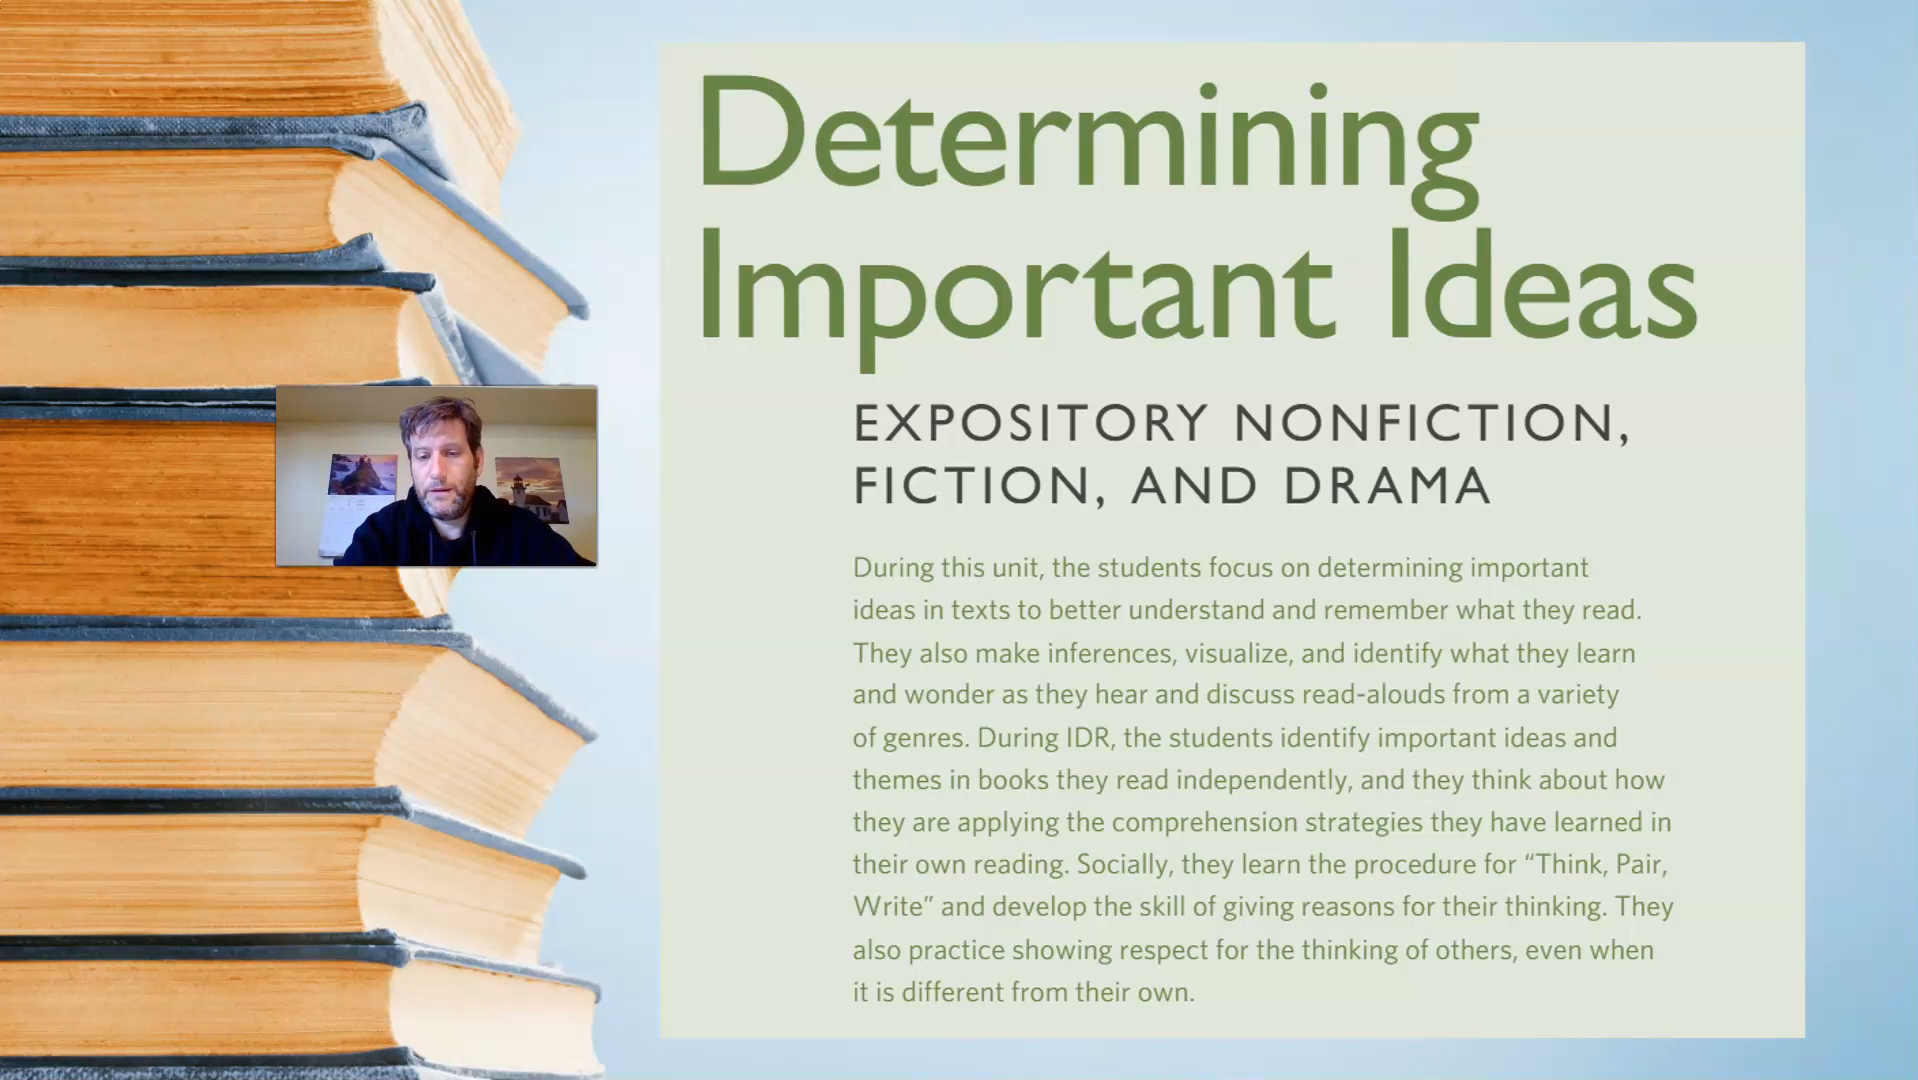 Determining
Important Ideas
EXPOSITORY NONFICTION,
FICTION, AND DRAMA
During this unit, the students focus on determining important
ideas in texts to better understand and remember what they read.
They also make inferences, visualize, and identify what they learn
and wonder as they hear and discuss read-alouds from a variety
of genres. During IDR, the students identify important ideas and
themes in books they read independently, and they think about how
they are applying the comprehension strategies they have learned in
their own reading. Socially, they learn the procedure for “Think, Pair,
Write” and develop the skill of giving reasons for their thinking. They
also practice showing respect for the thinking of others, even when
it is different from their own.